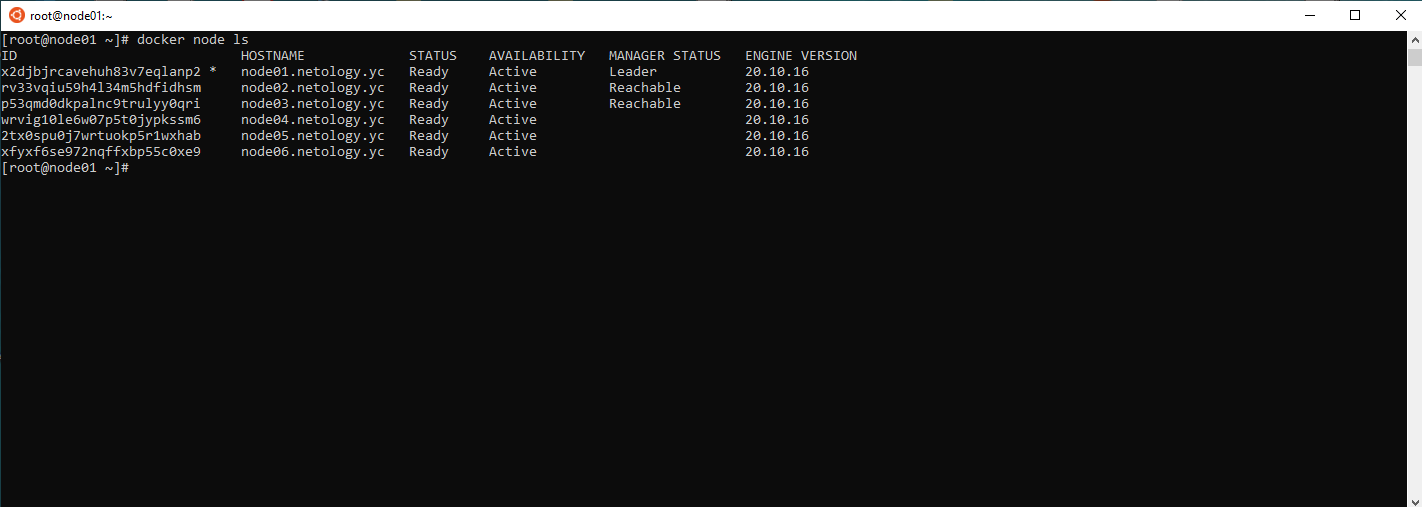 root@node01:~
[root@node01 ~]# docker node ls
ID                            HOSTNAME             STATUS    AVAILABILITY   MANAGER STATUS   ENGINE VERSION
x2djbjrcavehuh83v7eqlanp2 *   node01.netology.yc   Ready     Active         Leader           20.10.16
rv33vqiu59h4l34m5hdfidhsm     node02.netology.yc   Ready     Active         Reachable        20.10.16
p53qmd0dkpalnc9trulyy0qri     node03.netology.yc   Ready     Active         Reachable        20.10.16
wrvig10le6w07p5t0jypkssm6     node04.netology.yc   Ready     Active                          20.10.16
2tx0spu0j7wrtuokp5r1wxhab     node05.netology.yc   Ready     Active                          20.10.16
xfyxf6se972nqffxbp55c0xe9     node06.netology.yc   Ready     Active                          20.10.16
[root@node01 ~]#